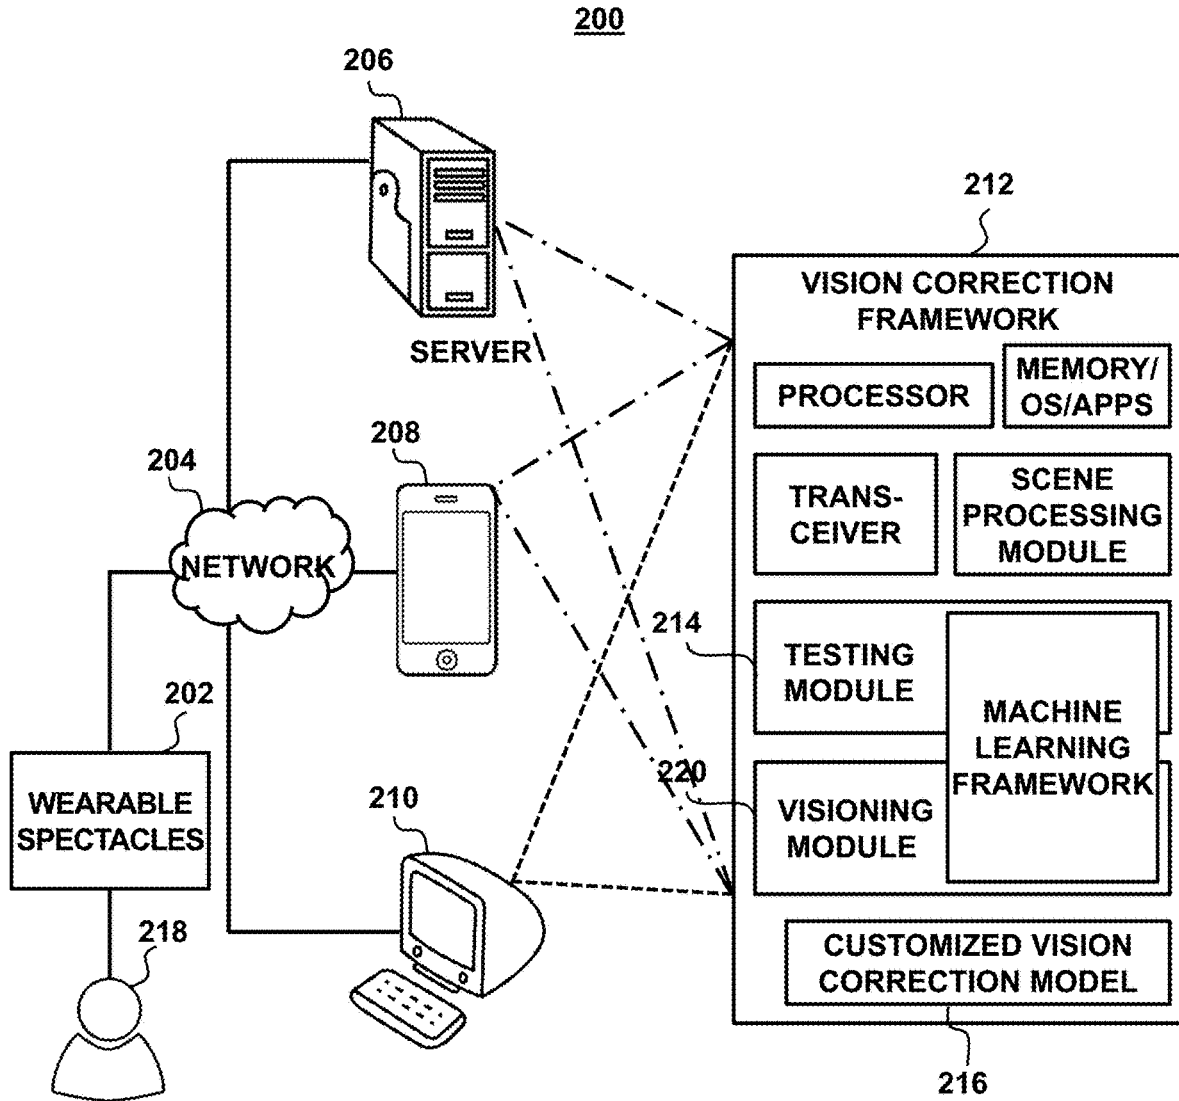 200
206
SERVER
204
NETWORK
208
202
WEARABLE
SPECTACLES
210
218
212
VISION CORRECTION
FRAMEWORK
PROCESSOR
MEMORY/
OS/APPS
TRANS-
CEIVER
SCENE
PROCESSING
MODULE
214
TESTING
MODULE
MACHINE
LEARNING
FRAMEWORK
220
VISIONING
MODULE
CUSTOMIZED VISION
CORRECTION MODEL
216